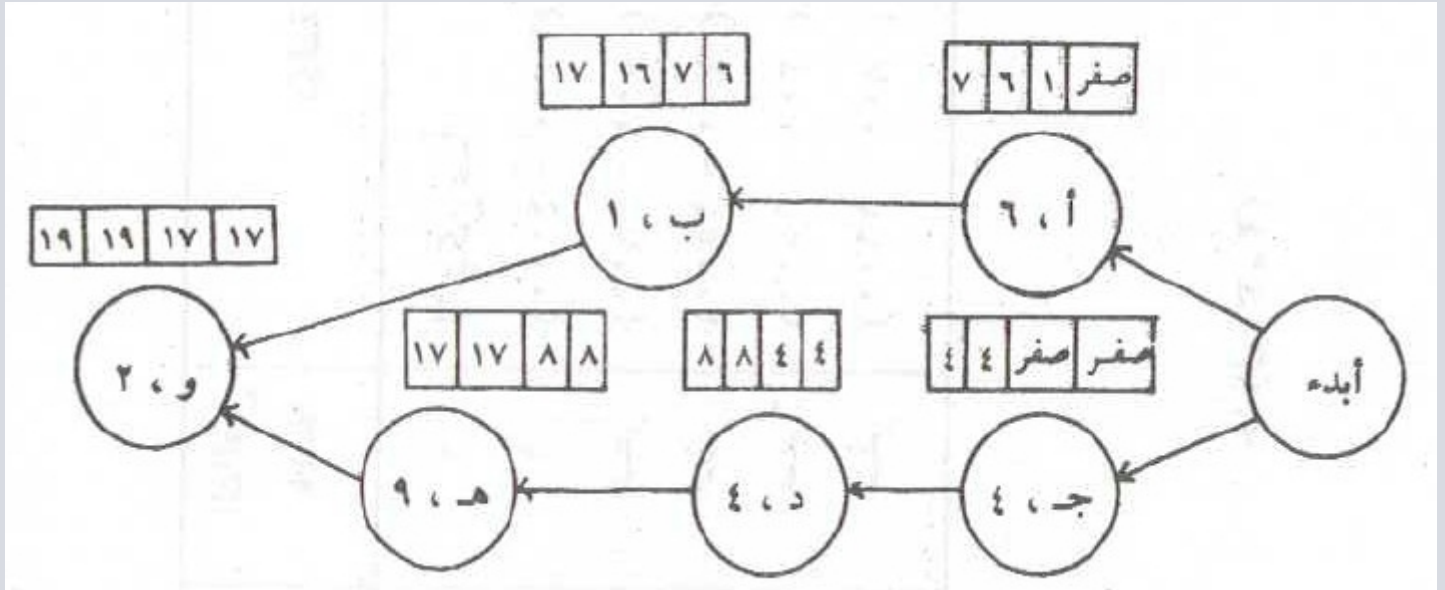 صفر ١ ٦ ٧
٦ ٧ ١٦ ١٧
أ ، ٦
ب ، ١
١٧ ١٧ ١٩ ١٩
صفر صفر ٤ ٤
٤ ٤ ٨ ٨
٨ ٨ ١٧ ١٧
أبدء
و ، ٢
جـ ، ٤
د ، ٤
هـ ، ٩